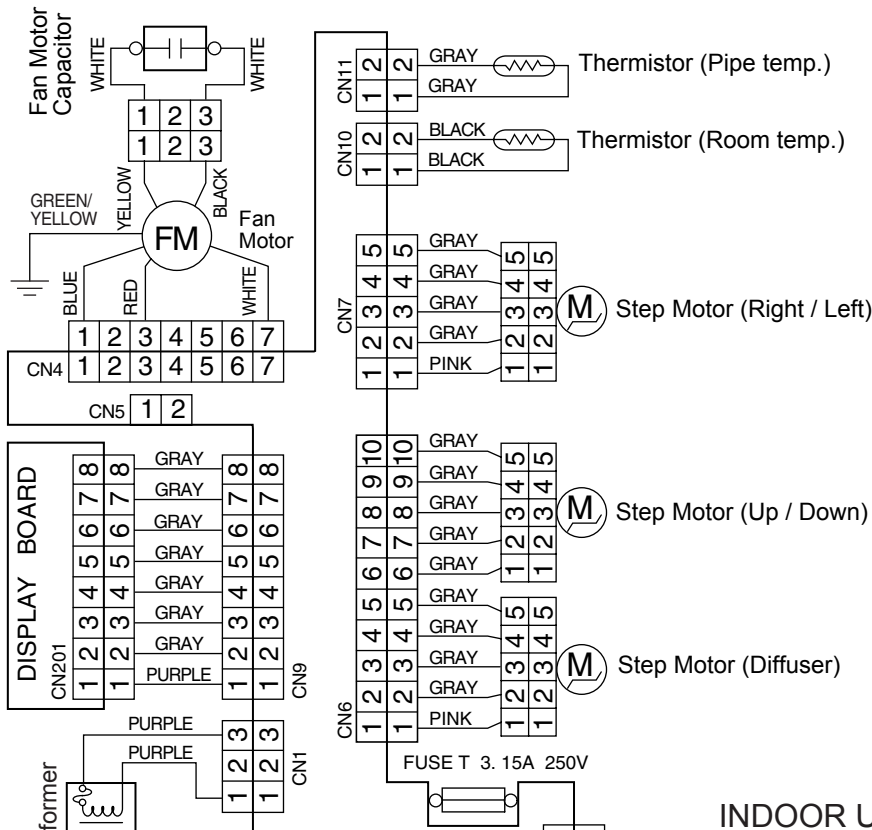 Fan Motor
Capacitor
WHITE
WHITE
1 2 3
1 2 3
YELLOW
BLACK
GREEN/
YELLOW
FM
Fan
Motor
BLUE
RED
WHITE
1 2 3 4 5 6 7
CN4 1 2 3 4 5 6 7
CN5 1 2
DISPLAY BOARD
CN201
8 8 GRAY 8 8
7 7 GRAY 7 7
6 6 GRAY 6 6
5 5 GRAY 5 5
4 4 GRAY 4 4
3 3 GRAY 3 3
2 2 GRAY 2 2
1 1 PURPLE 1 1
CN9
PURPLE 3 3
PURPLE 2 2
1 1
CN1
CN11
2 2 GRAY Thermistor (Pipe temp.)
1 1 GRAY
CN10
2 2 BLACK Thermistor (Room temp.)
1 1 BLACK
CN7
5 5 GRAY 5 5
4 4 GRAY 4 4
3 3 GRAY 3 3 M Step Motor (Right / Left)
2 2 GRAY 2 2
1 1 PINK 1 1
CN6
10 10 GRAY 5 5
9 9 GRAY 4 4
8 8 GRAY 3 3 M Step Motor (Up / Down)
7 7 GRAY 2 2
6 6 GRAY 1 1
5 5 GRAY 5 5
4 4 GRAY 4 4
3 3 GRAY 3 3 M Step Motor (Diffuser)
2 2 GRAY 2 2
1 1 PINK 1 1
FUSE T 3. 15A 250V
INDOOR